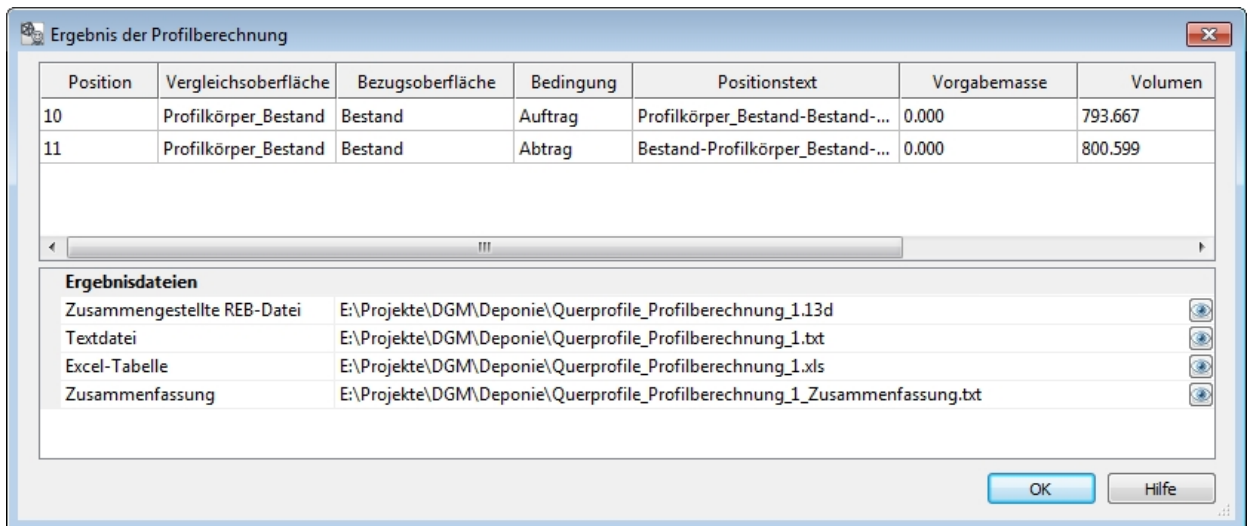 Ergebnis der Profilberechnung
Position Vergleichsoberfläche Bezugsoberfläche Bedingung Positionstext Vorgabemasse Volumen
10 Profilkörper_Bestand Bestand Auftrag Profilkörper_Bestand-Bestand-... 0.000 793.667
11 Profilkörper_Bestand Bestand Abtrag Bestand-Profilkörper_Bestand-... 0.000 800.599
Ergebnisdateien
Zusammengestellte REB-Datei E:\Projekte\DGM\Deponie\Querprofile_Profilberechnung_1.13d
Textdatei E:\Projekte\DGM\Deponie\Querprofile_Profilberechnung_1.txt
Excel-Tabelle E:\Projekte\DGM\Deponie\Querprofile_Profilberechnung_1.xls
Zusammenfassung E:\Projekte\DGM\Deponie\Querprofile_Profilberechnung_1_Zusammenfassung.txt
OK Hilfe